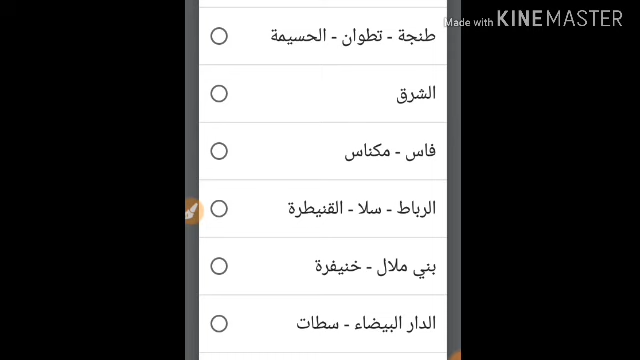 Made with KINEMASTER
طنجة - تطوان - الحسيمة
الشرق
فاس - مكناس
الرباط - سلا - القنيطرة
بني ملال - خنيفرة
الدار البيضاء - سطات